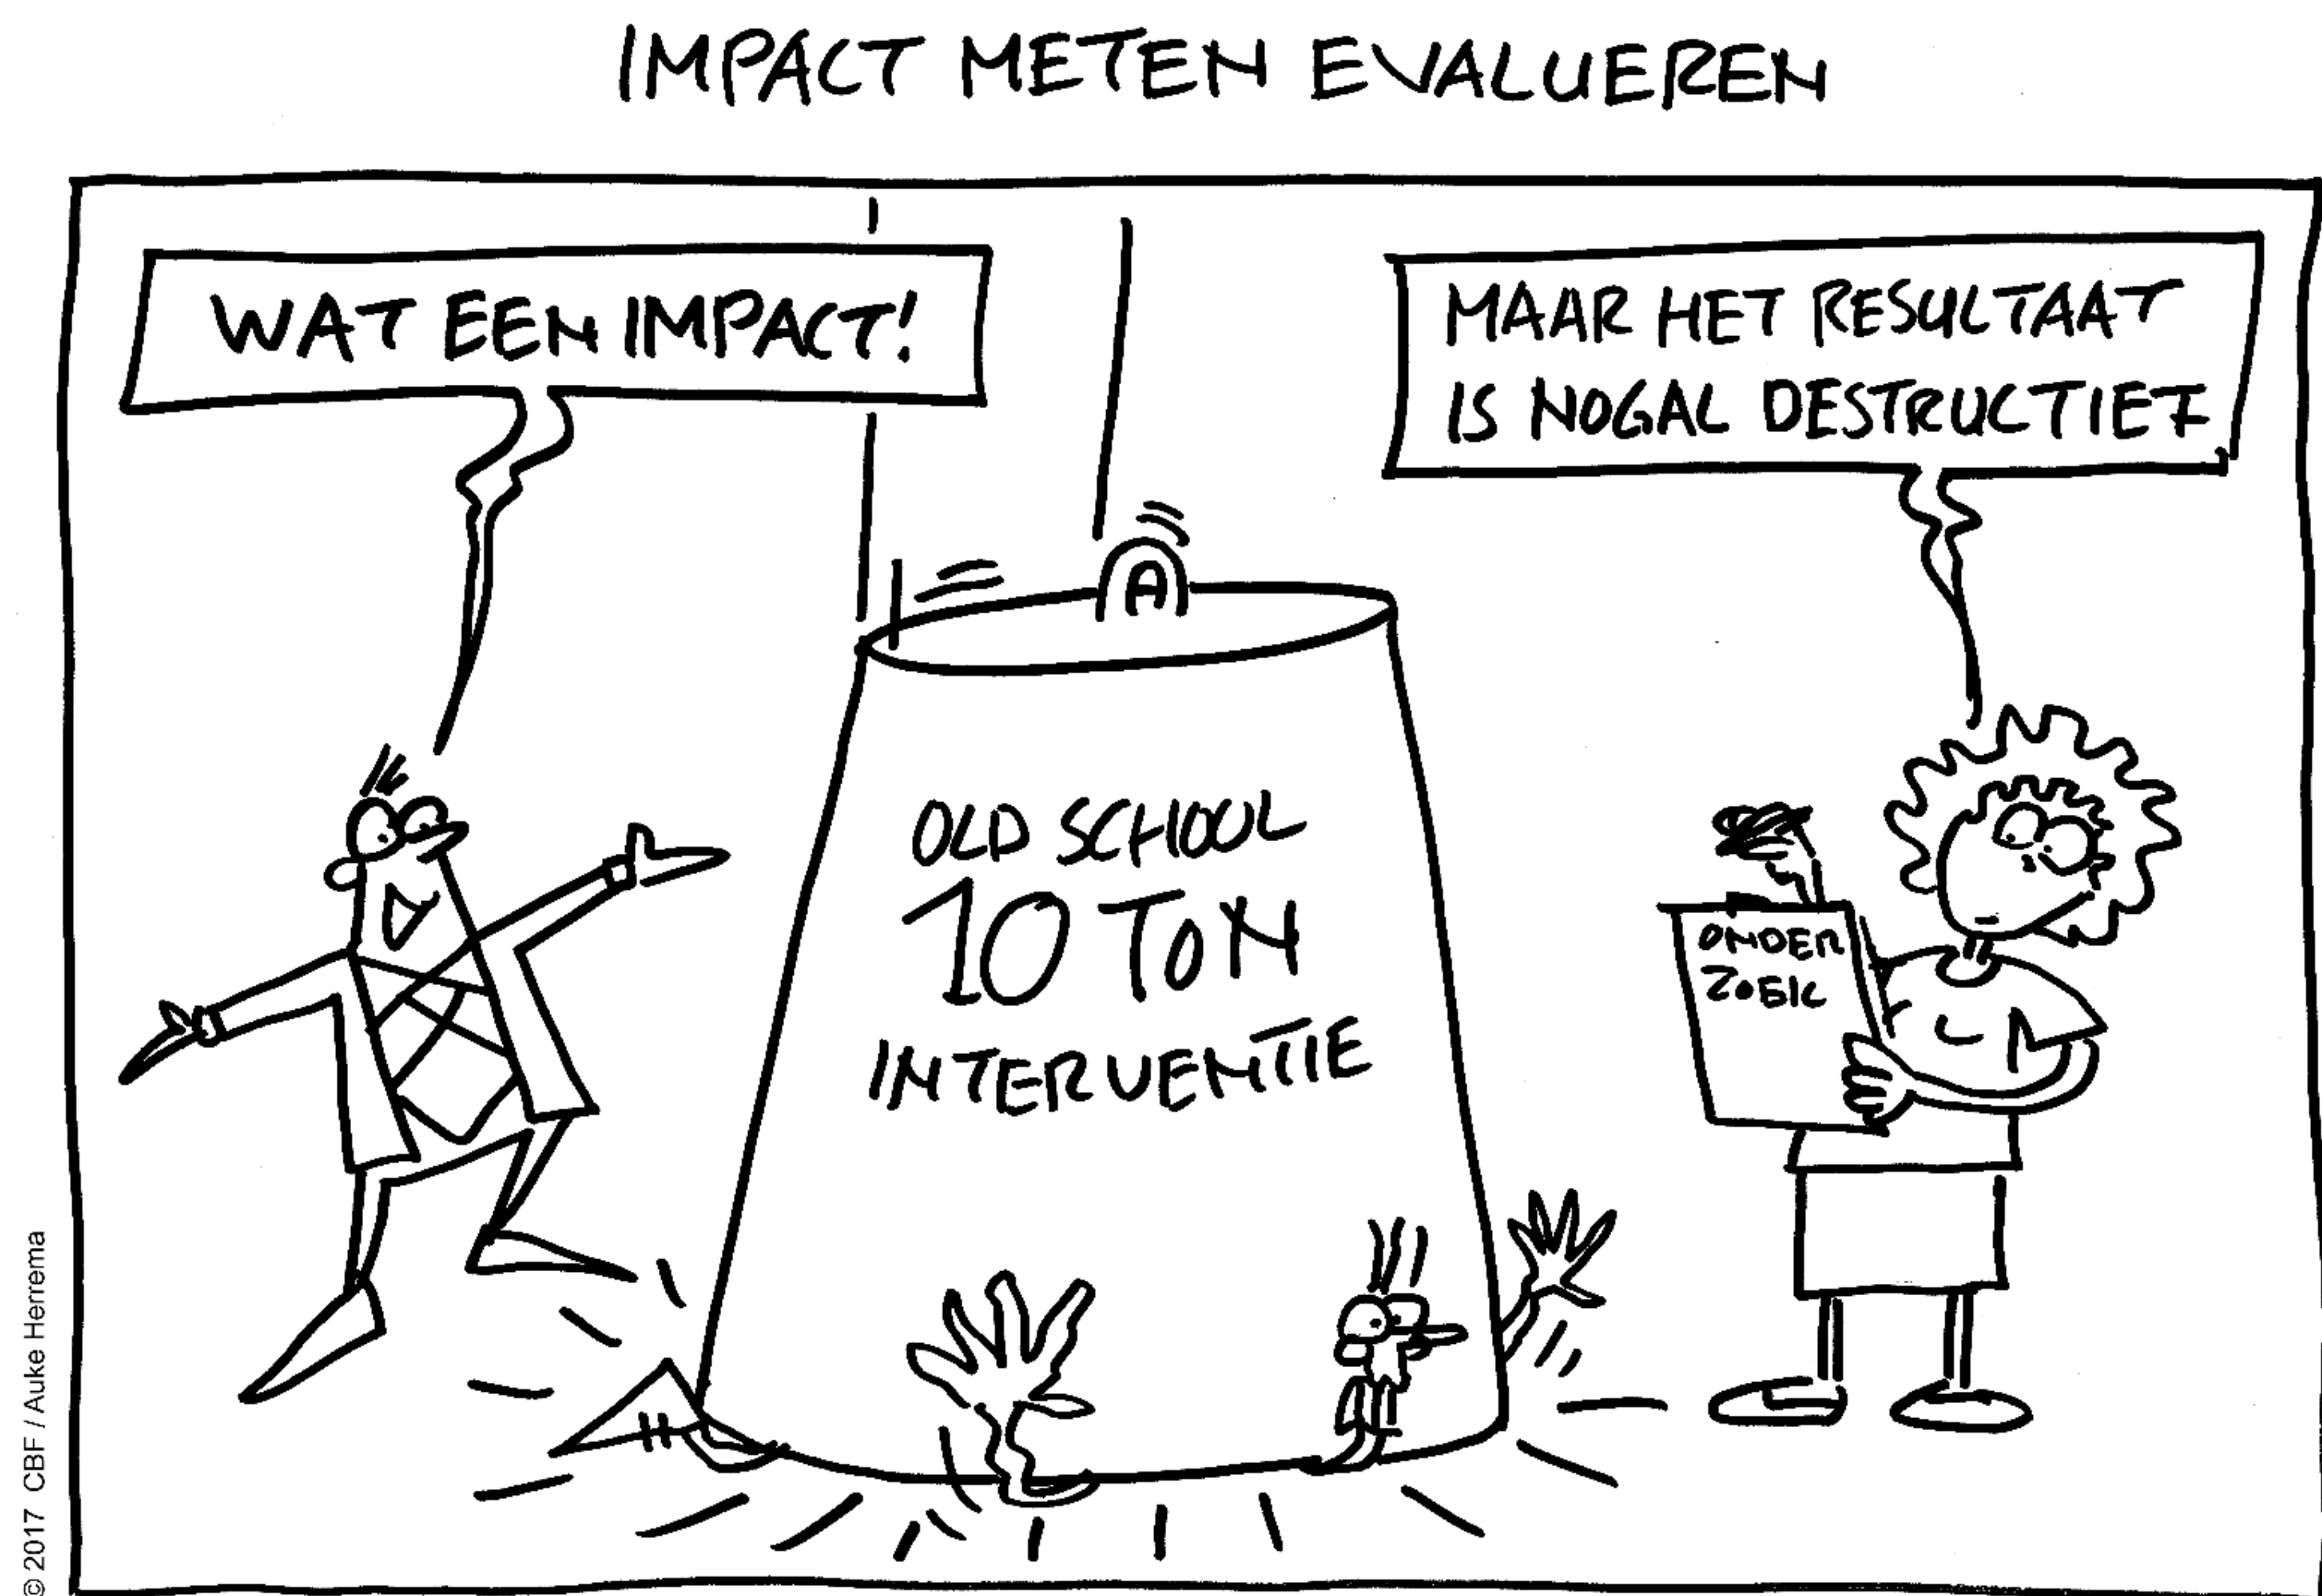 IMPACT METEN EVALUEREN
WAT EEN IMPACT!
MAAR HET RESULTAAT
IS NOGAL DESTRUCTIEF
OLD SCHOOL
10 TON
INTERVENTIE
ONDER
ZOEK
© 2017 CBF / Auke Herrema